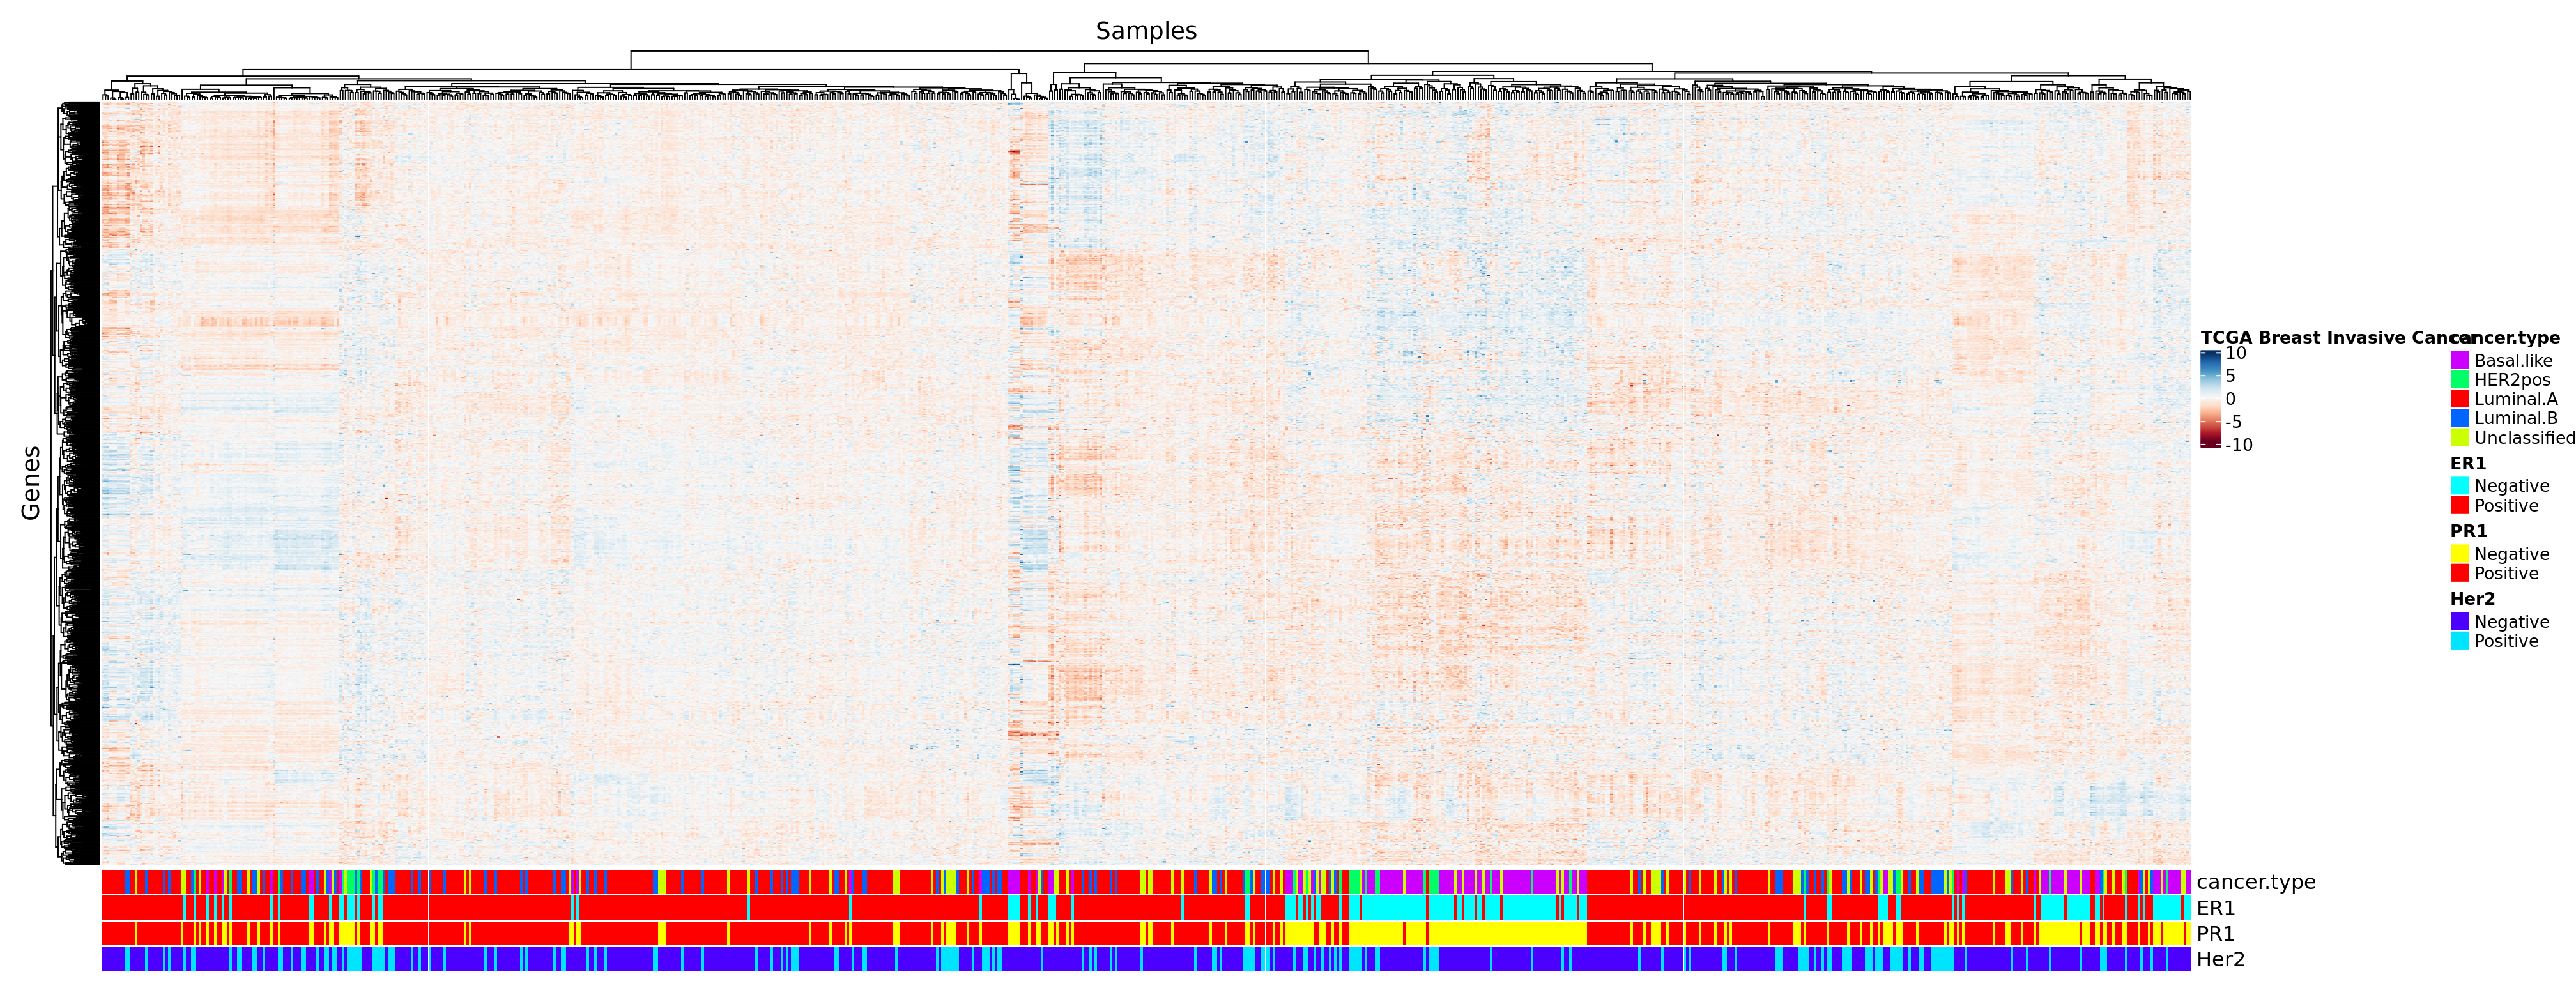 Samples
Genes
TCGA Breast Invasive Cancer
10
5
0
-5
-10
cancer.type
Basal.like
HER2pos
Luminal.A
Luminal.B
Unclassified
ER1
Negative
Positive
PR1
Negative
Positive
Her2
Negative
Positive
cancer.type
ER1
PR1
Her2